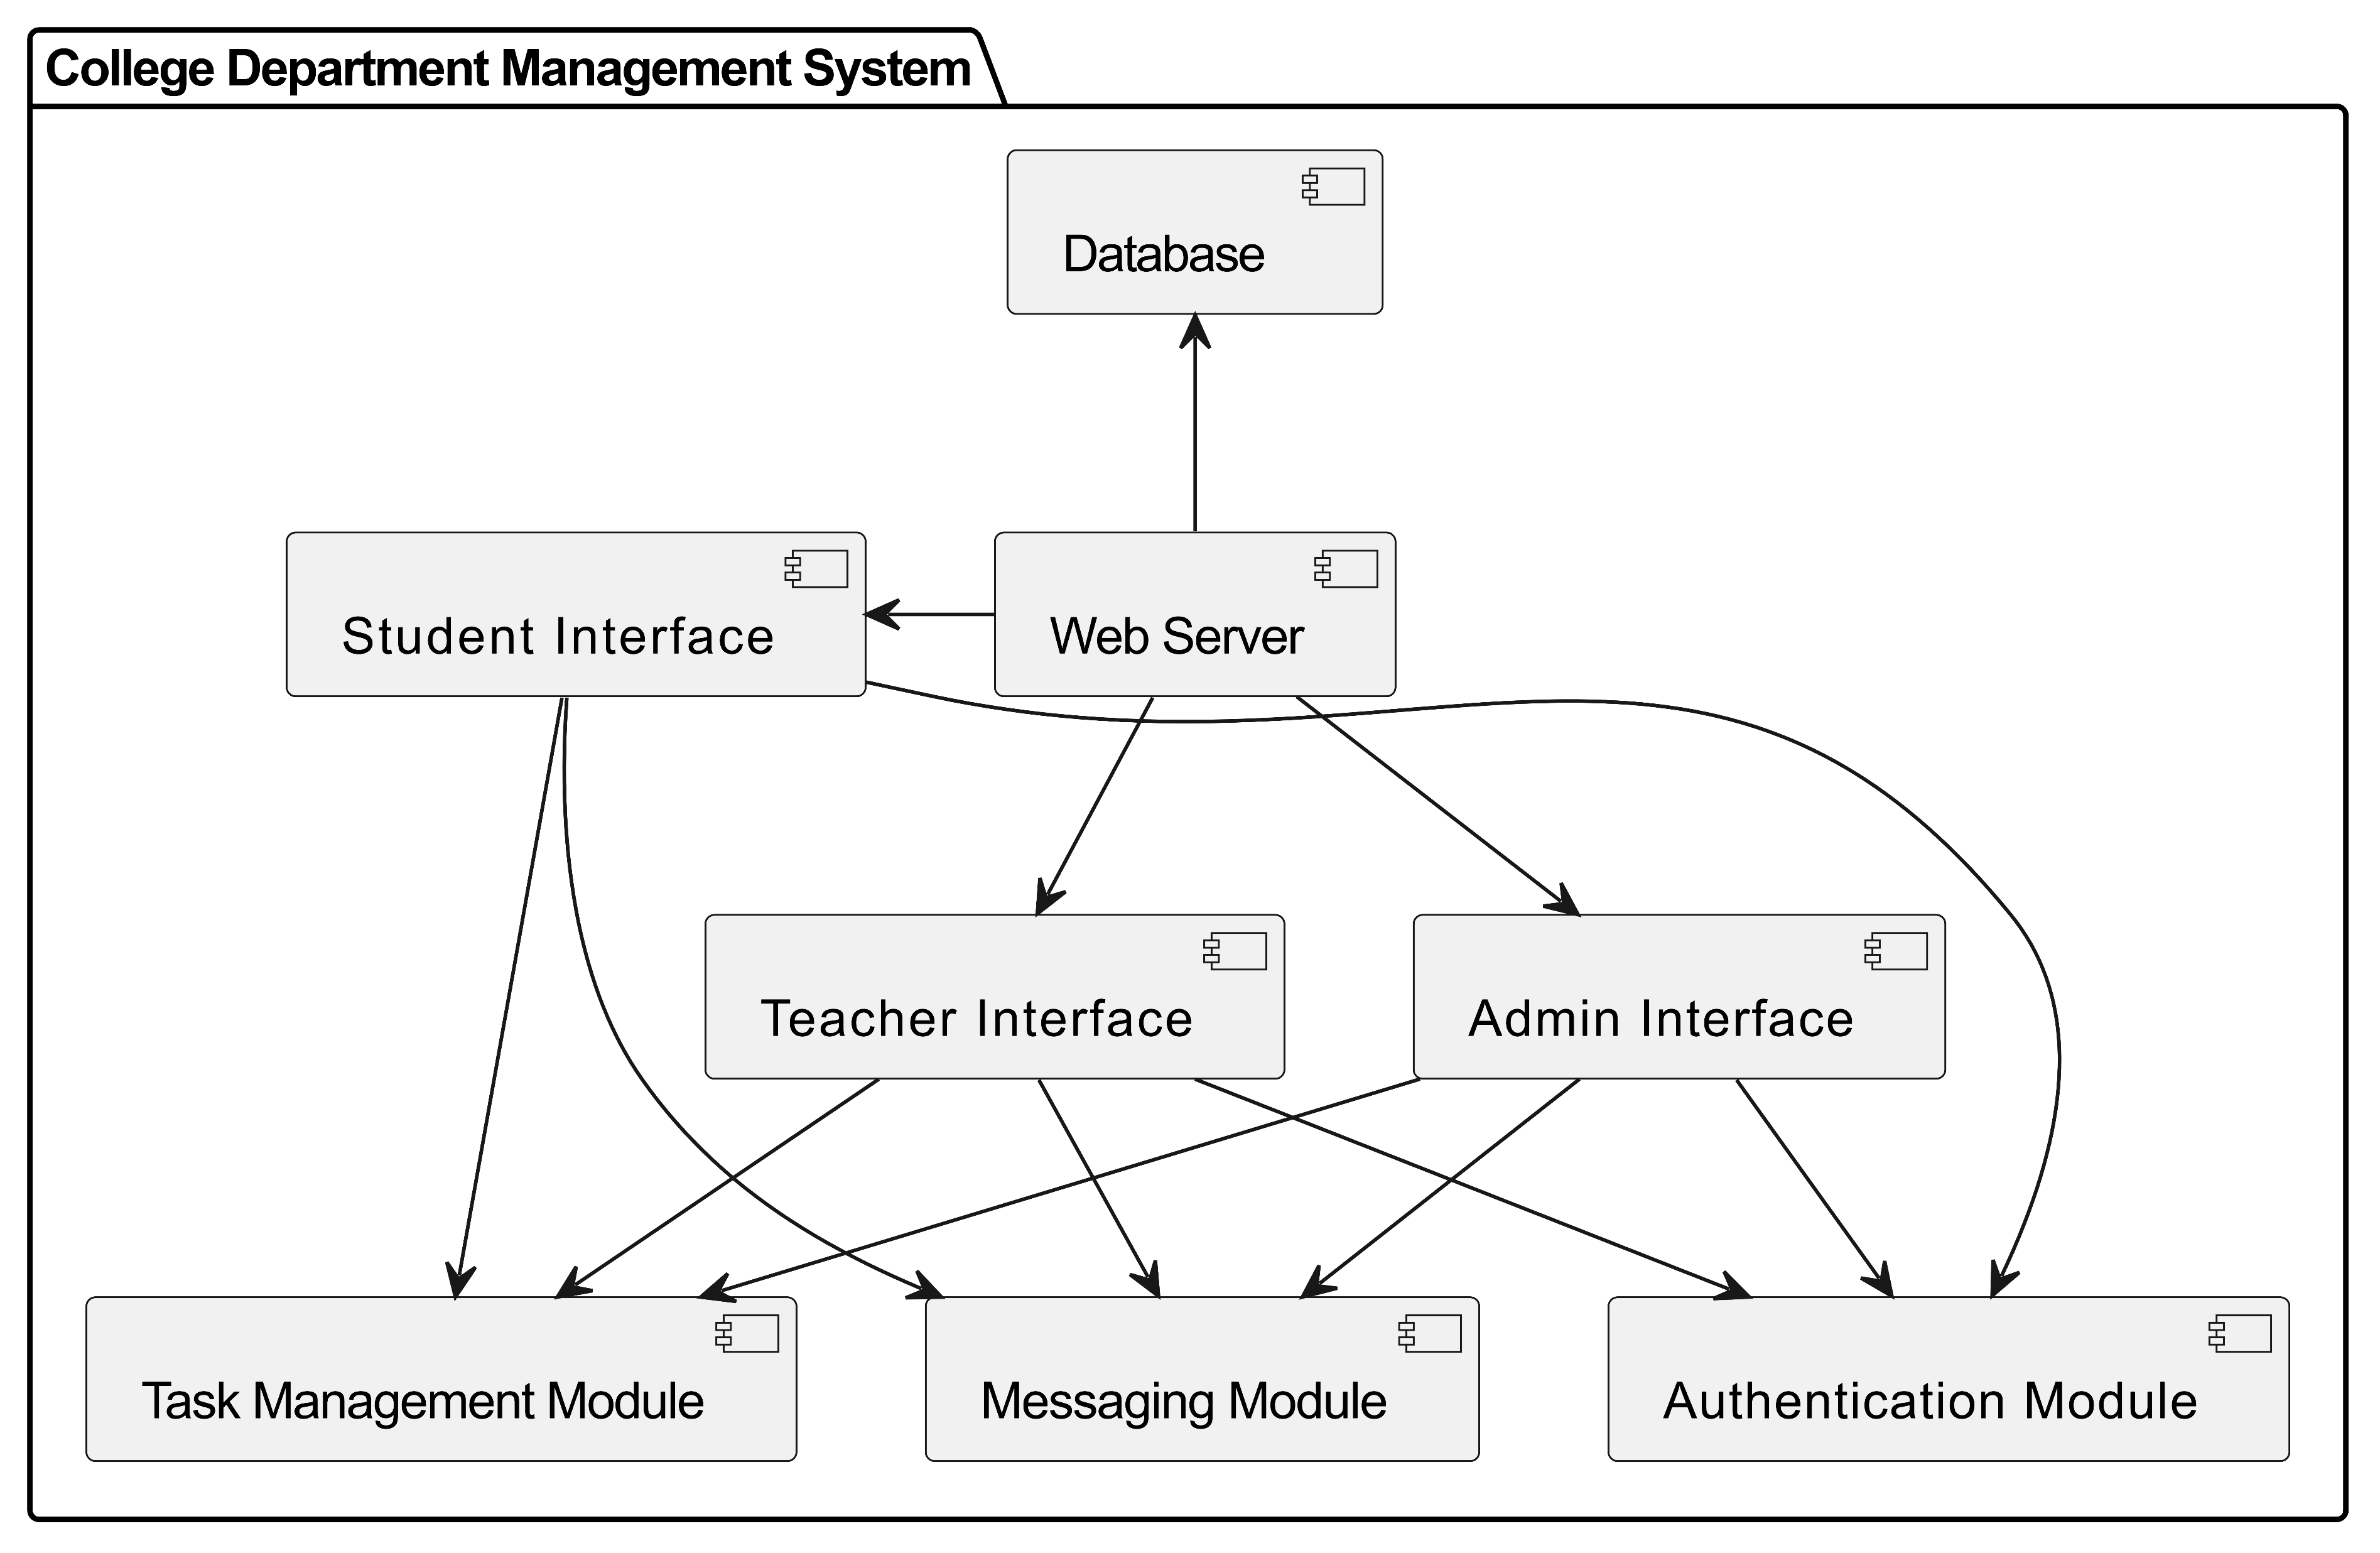 College Department Management System
Database
Student Interface
Web Server
Teacher Interface
Admin Interface
Task Management Module
Messaging Module
Authentication Module